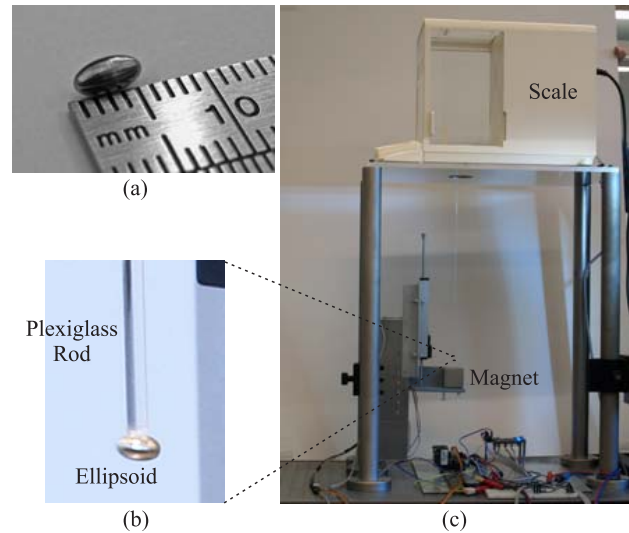 mm 10
(a)
Scale
Plexiglass
Rod
Magnet
Ellipsoid
(b)
(c)